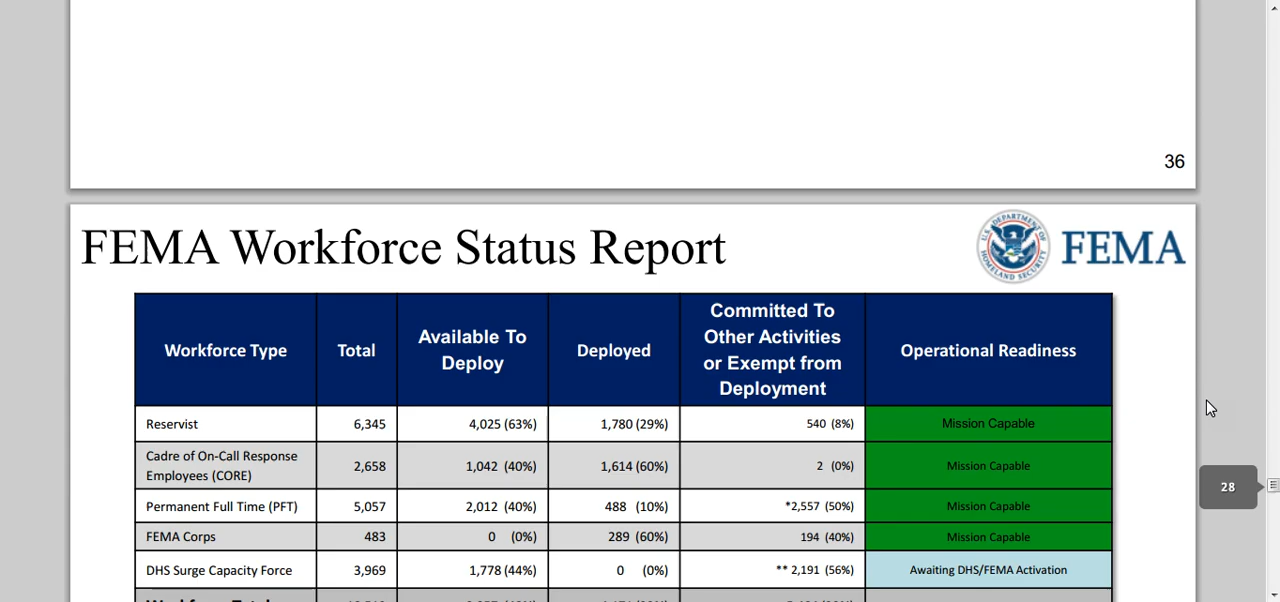 36
FEMA Workforce Status Report
U.S. DEPARTMENT OF
HOMELAND SECURITY
FEMA
Workforce Type Total Available To Deploy Deployed Committed To Other Activities or Exempt from Deployment Operational Readiness
Reservist 6,345 4,025 (63%) 1,780 (29%) 540 (8%) Mission Capable
Cadre of On-Call Response Employees (CORE) 2,658 1,042 (40%) 1,614 (60%) 2 (0%) Mission Capable
Permanent Full Time (PFT) 5,057 2,012 (40%) 488 (10%) *2,557 (50%) Mission Capable
FEMA Corps 483 0 (0%) 289 (60%) 194 (40%) Mission Capable
DHS Surge Capacity Force 3,969 1,778 (44%) 0 (0%) ** 2,191 (56%) Awaiting DHS/FEMA Activation
28